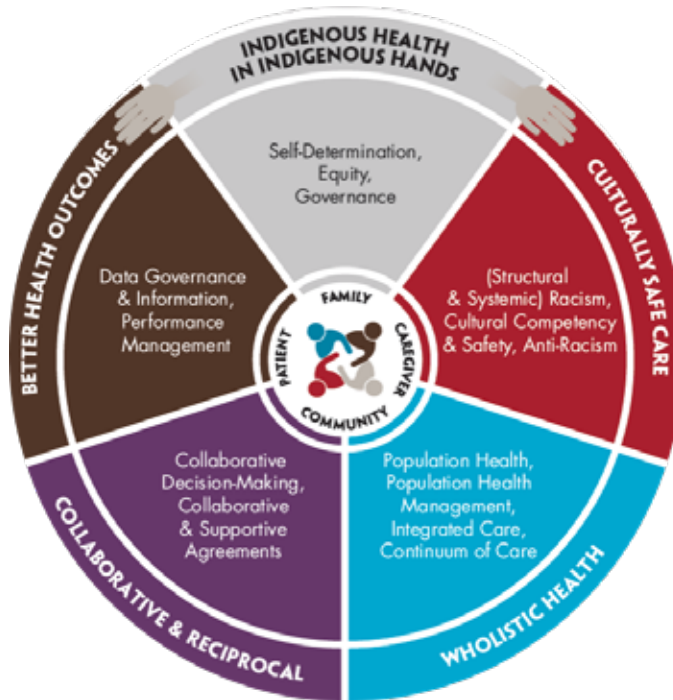 INDIGENOUS HEALTH
IN INDIGENOUS HANDS
Self-Determination,
Equity,
Governance
CULTURALLY SAFE CARE
(Structural
& Systemic) Racism,
Cultural Competency
& Safety, Anti-Racism
WHOLISTIC HEALTH
Population Health,
Population Health
Management,
Integrated Care,
Continuum of Care
COLLABORATIVE & RECIPROCAL
Collaborative
Decision-Making,
Collaborative
& Supportive
Agreements
BETTER HEALTH OUTCOMES
Data Governance
& Information,
Performance
Management
FAMILY
CAREGIVER
COMMUNITY
PATIENT